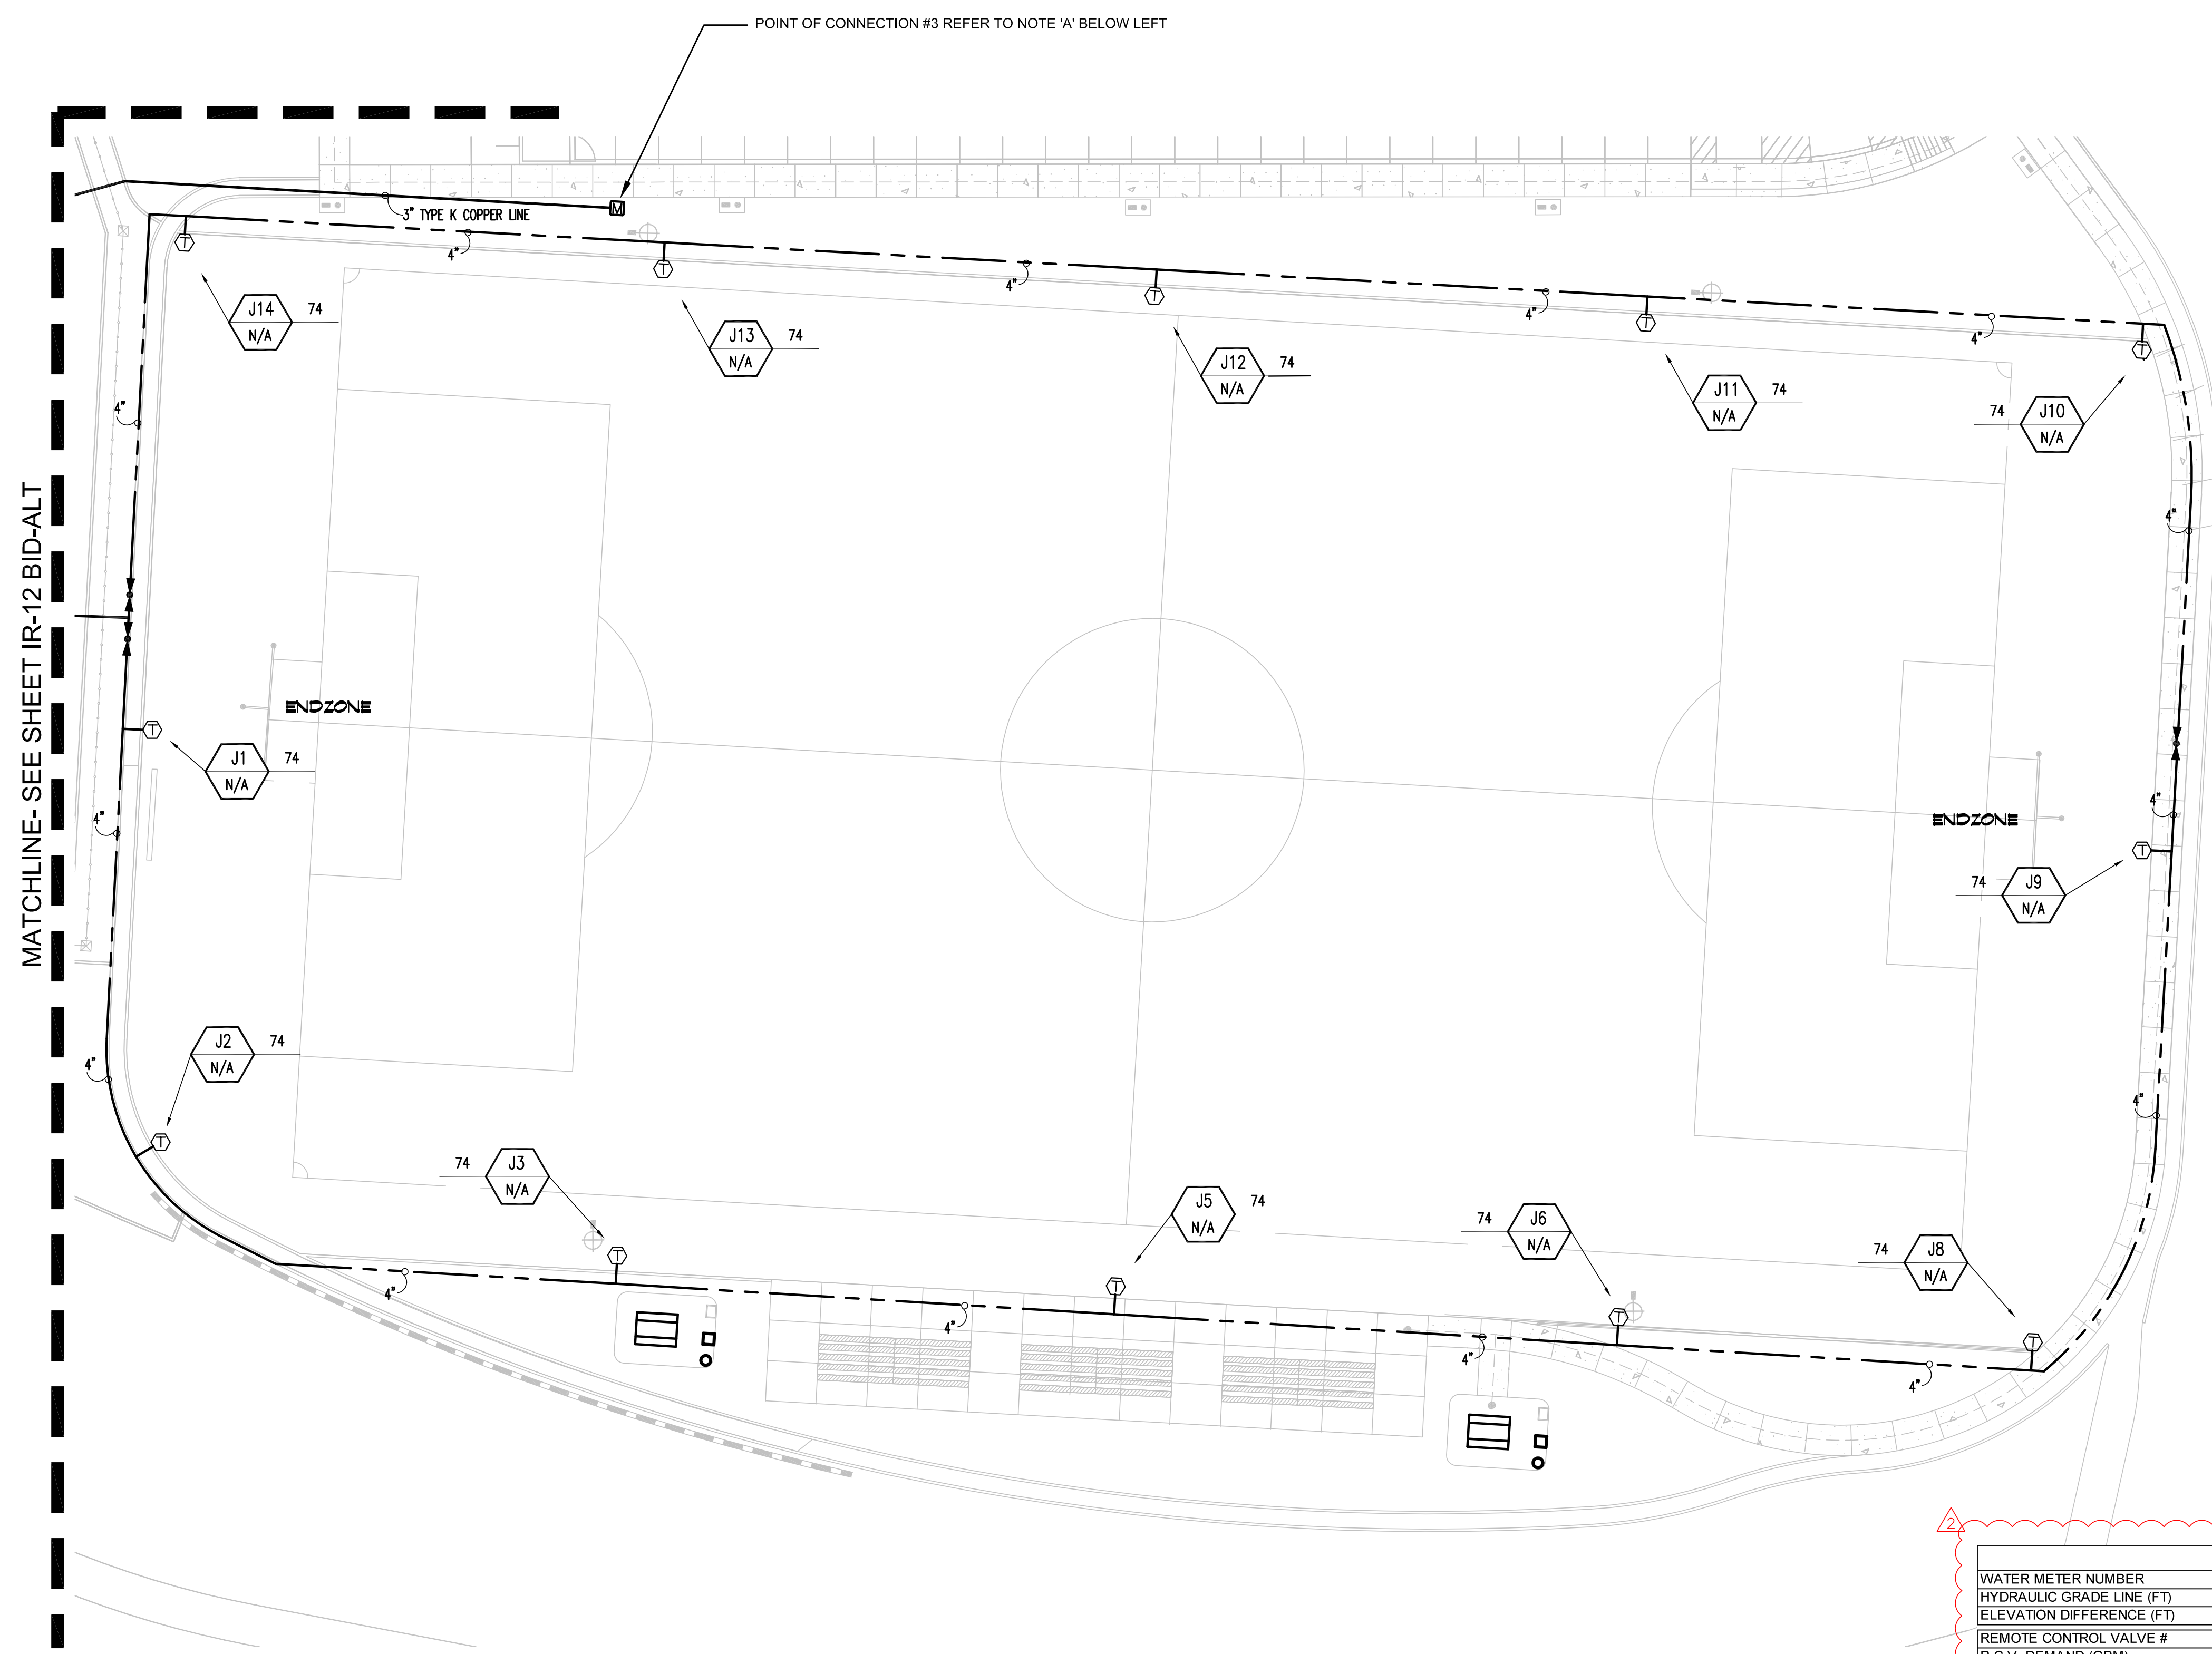 POINT OF CONNECTION #3 REFER TO NOTE 'A' BELOW LEFT
M
3" TYPE K COPPER LINE
T
4"
T
4"
T
4"
T
4"
T
J14 74
N/A
J13 74
N/A
J12 74
N/A
J11 74
N/A
74 J10
N/A
4"
4"
MATCHLINE- SEE SHEET IR-12 BID-ALT
ENDZONE
T
J1 74
N/A
4"
ENDZONE
4"
T
74 J9
N/A
J2 74
N/A
4"
4"
T
74 J3
N/A
J5 74
N/A
74 J6
N/A
74 J8
N/A
T
T
T
T
4"
4"
4"
4"
2
WATER METER NUMBER
HYDRAULIC GRADE LINE (FT)
ELEVATION DIFFERENCE (FT)
REMOTE CONTROL VALVE #